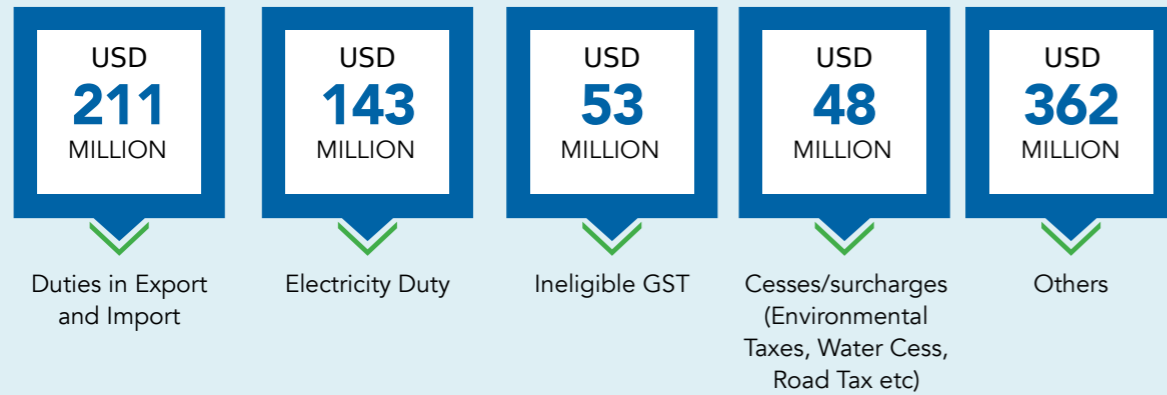 USD
211
MILLION
Duties in Export
and Import
USD
143
MILLION
Electricity Duty
USD
53
MILLION
Ineligible GST
USD
48
MILLION
Cesses/surcharges
(Environmental
Taxes, Water Cess,
Road Tax etc)
USD
362
MILLION
Others